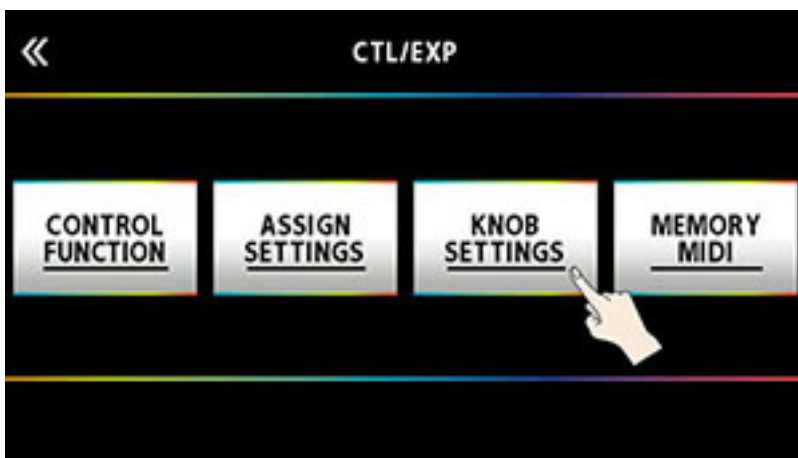 CTL/EXP
CONTROL
FUNCTION
ASSIGN
SETTINGS
KNOB
SETTINGS
MEMORY
MIDI